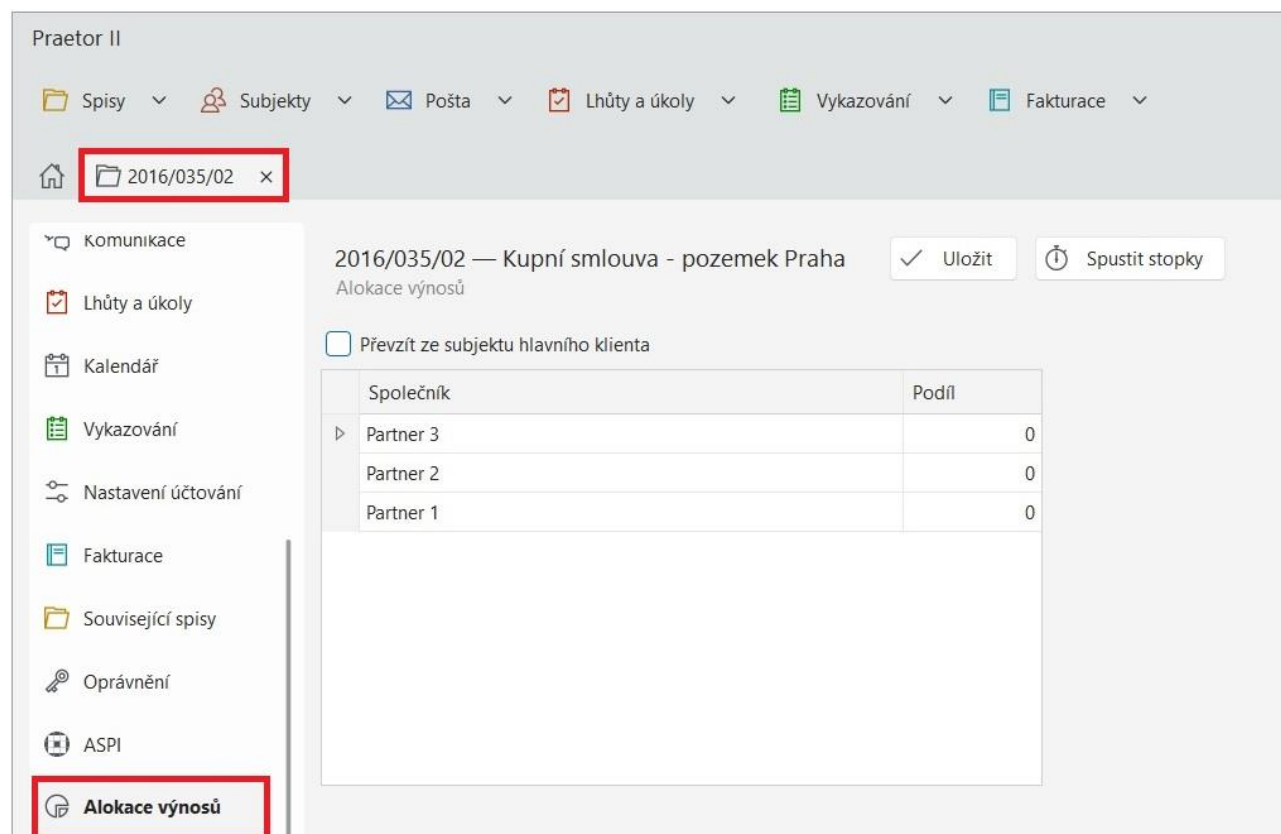 Praetor II
Spisy Subjekty Pošta Lhůty a úkoly Vykazování Fakturace
2016/035/02 ×
Komunikace
Lhůty a úkoly
Kalendář
Vykazování
Nastavení účtování
Fakturace
Související spisy
Oprávnění
ASPI
Alokace výnosů
2016/035/02 — Kupní smlouva - pozemek Praha Uložit Spustit stopky
Alokace výnosů
Převzít ze subjektu hlavního klienta
Společník Podíl
Partner 3 0
Partner 2 0
Partner 1 0